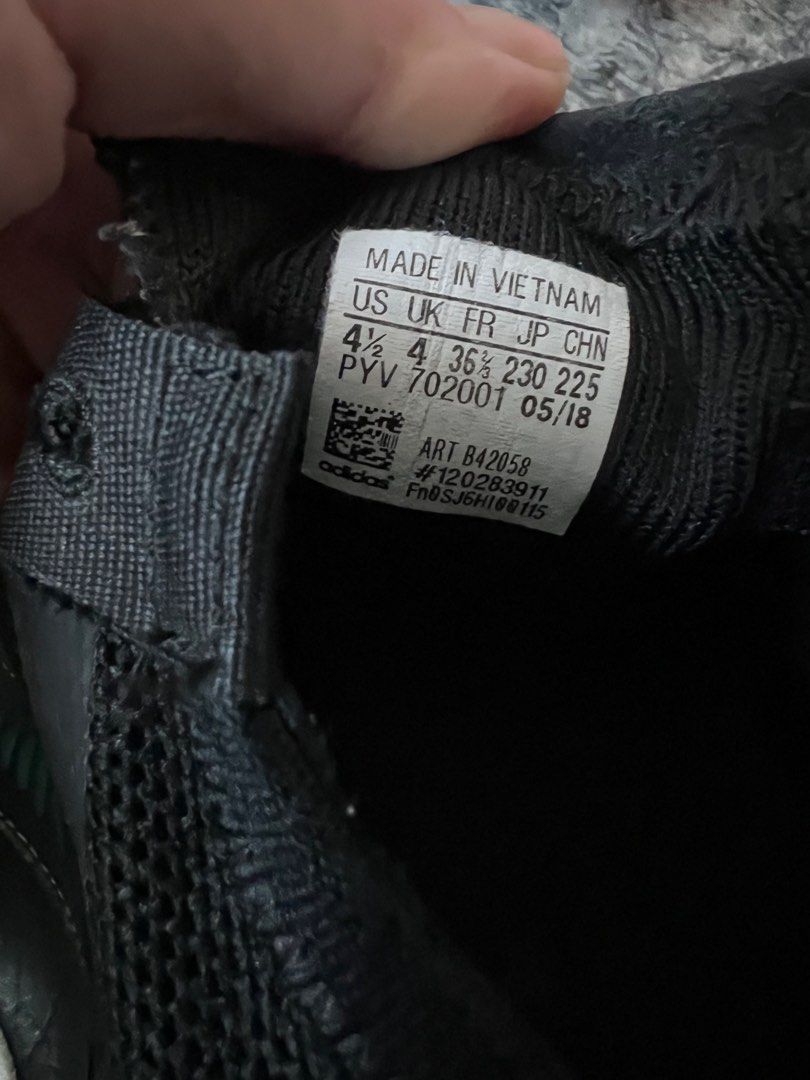 MADE IN VIETNAM
US UK FR JP CHN
4½ 4 36⅔ 230 225
PYV 702001 05/18
ART B42058
#120283911
adidas
Fn0SJ6HI00115